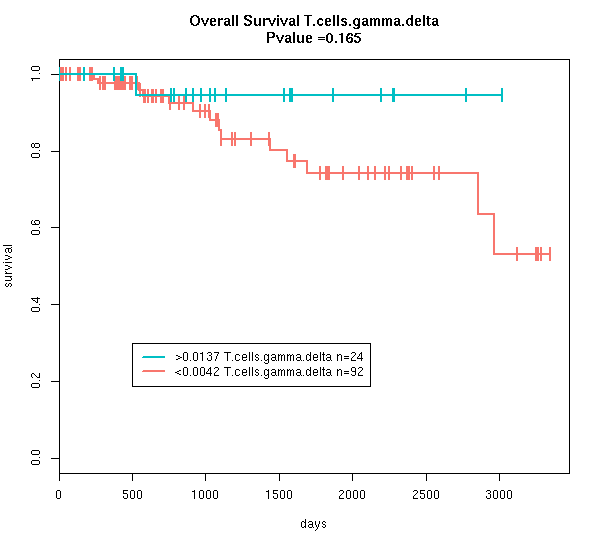 Overall Survival T.cells.gamma.delta
Pvalue =0.165
1.0
0.8
0.6
0.4
0.2
0.0
survival
>0.0137 T.cells.gamma.delta n=24
<0.0042 T.cells.gamma.delta n=92
0 500 1000 1500 2000 2500 3000
days